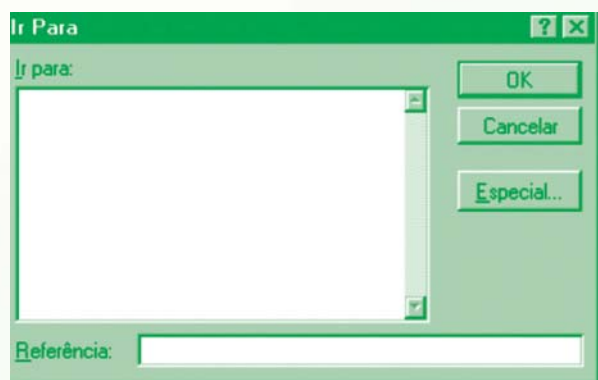 Ir Para
Ir para:
OK
Cancelar
Especial...
Referência: